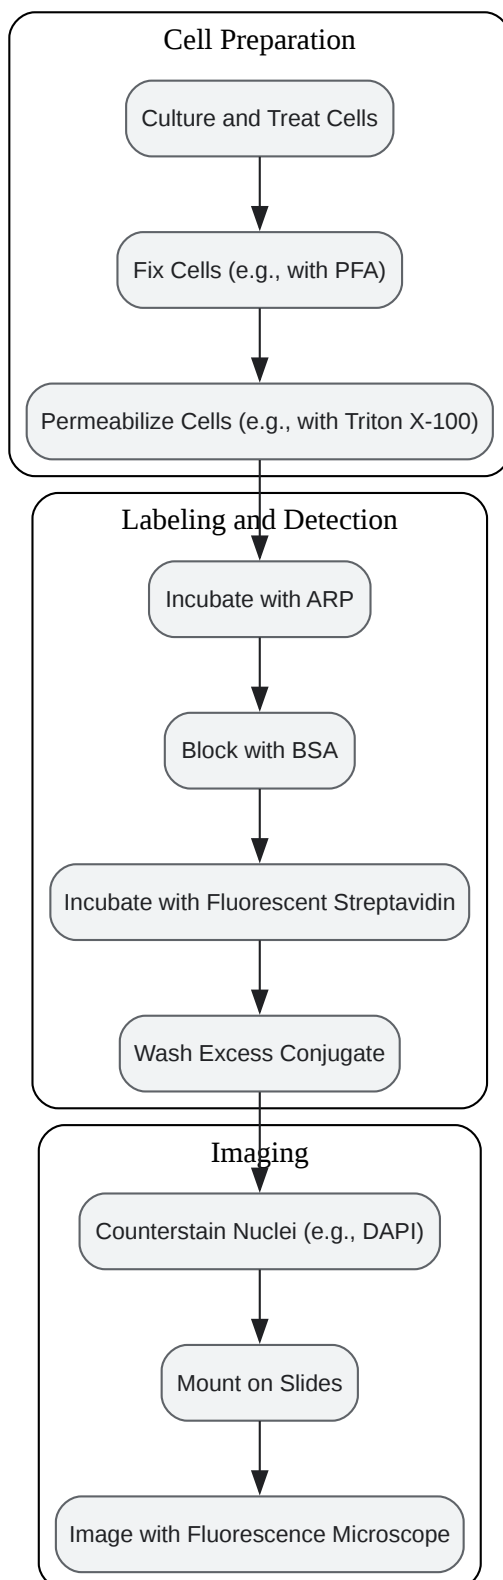 Cell Preparation
Culture and Treat Cells
Fix Cells (e.g., with PFA)
Permeabilize Cells (e.g., with Triton X-100)
Labeling and Detection
Incubate with ARP
Block with BSA
Incubate with Fluorescent Streptavidin
Wash Excess Conjugate
Imaging
Counterstain Nuclei (e.g., DAPI)
Mount on Slides
Image with Fluorescence Microscope